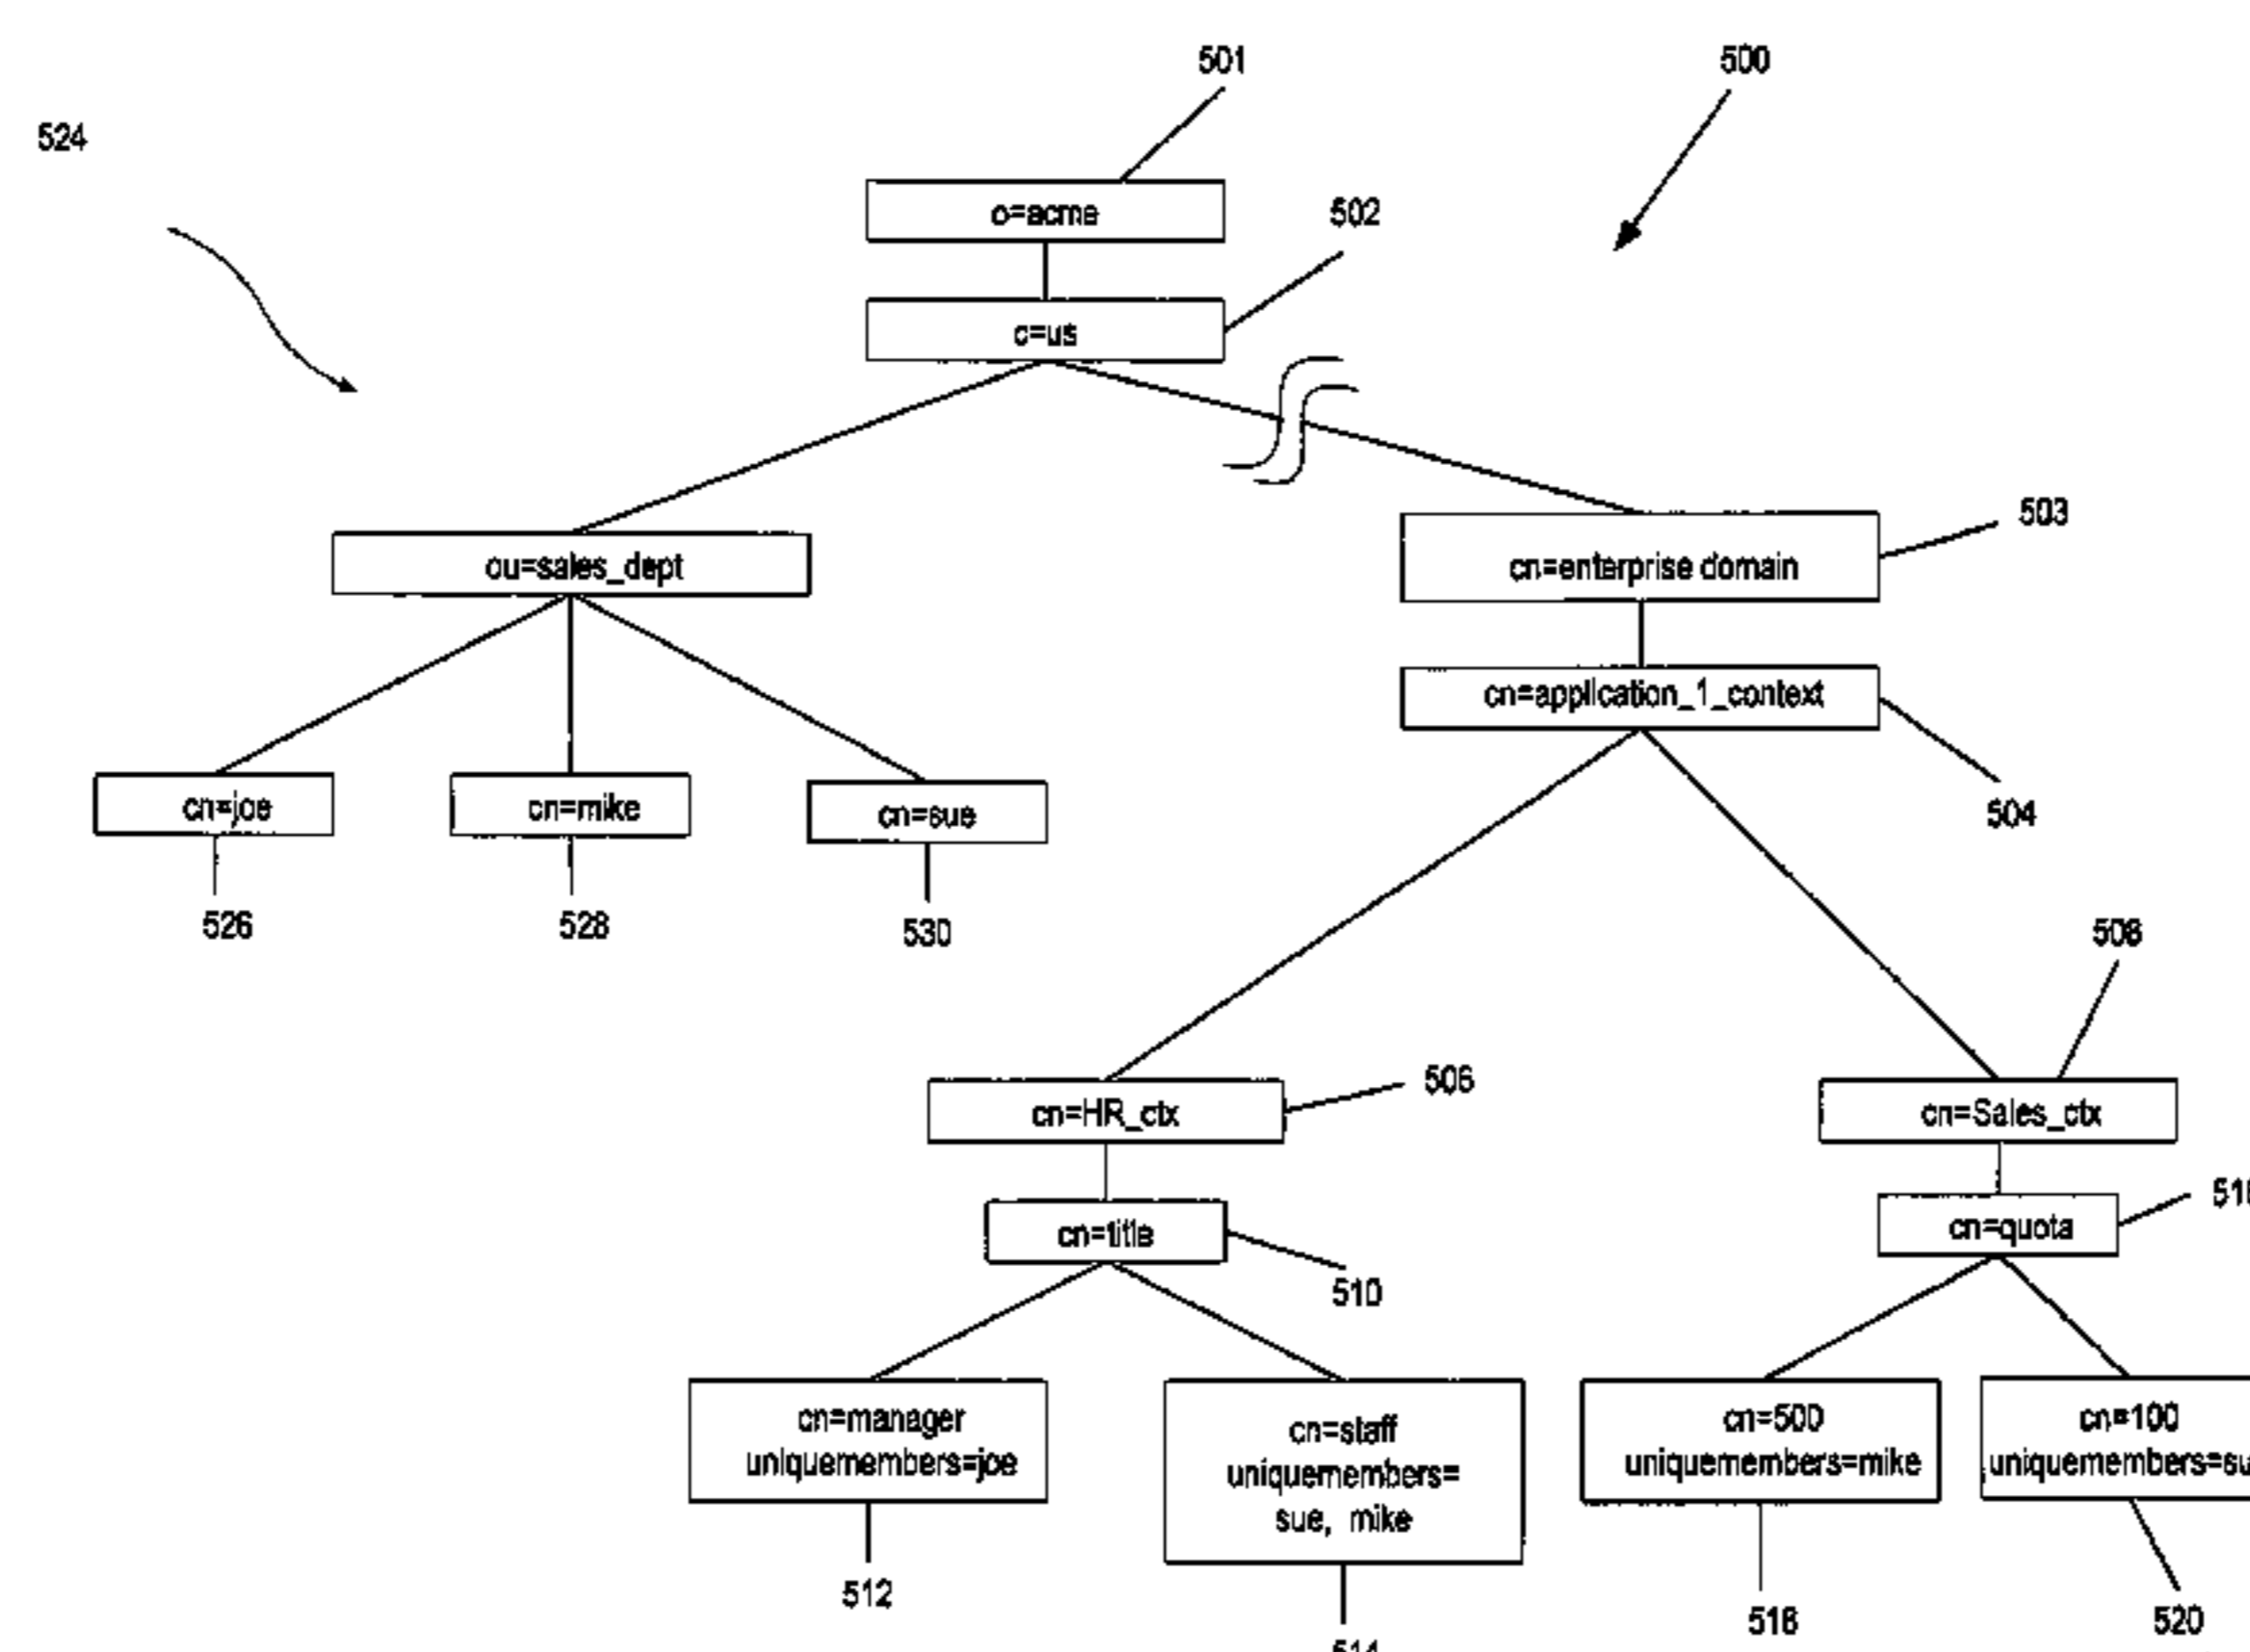 501
500
524
o=acme
502
c=us
503
ou=sales_dept
cn=enterprise domain
cn=application_1_context
cn=joe
cn=mike
cn=sue
504
526
528
530
508
506
cn=HR_ctx
cn=Sales_ctx
cn=title
cn=quota
510
cn=manager
uniquemembers=joe
cn=staff
uniquemembers=
sue, mike
cn=500
uniquemembers=mike
cn=100
512
518
520
514